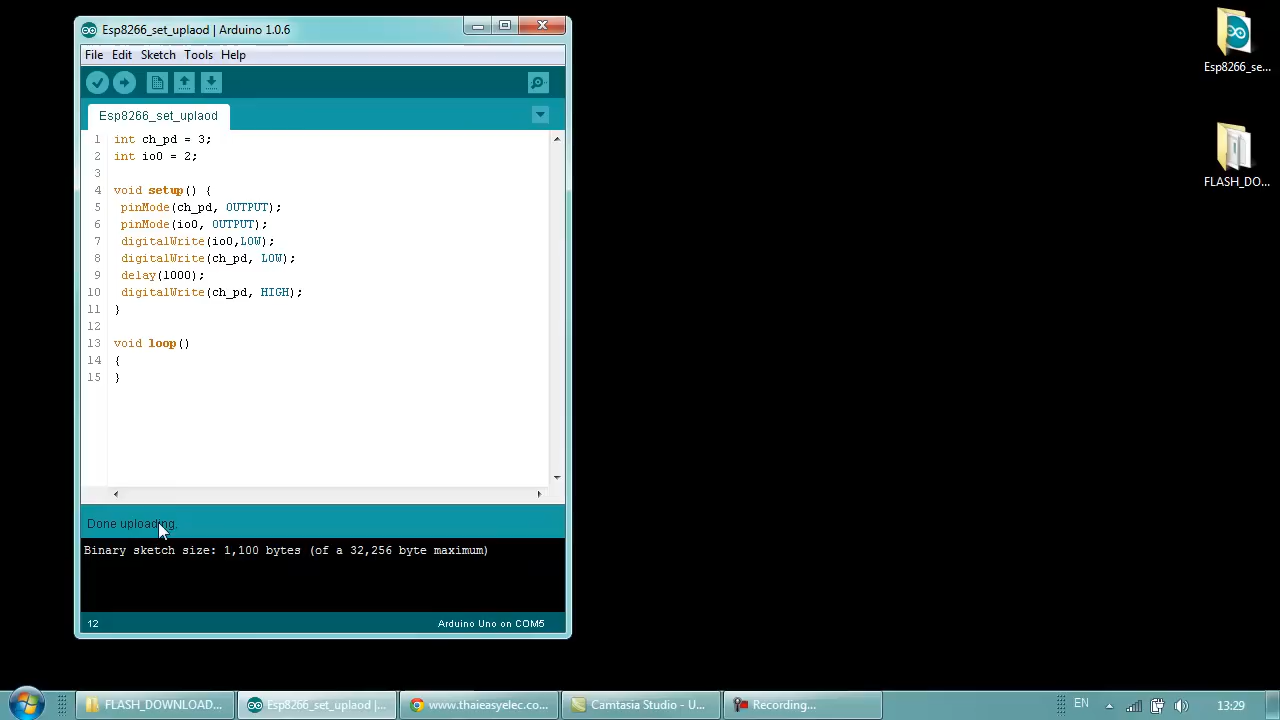 Esp8266_set_uplaod | Arduino 1.0.6
File Edit Sketch Tools Help
Esp8266_set_uplaod
1 int ch_pd = 3;
2 int io0 = 2;
3
4 void setup() {
5 pinMode(ch_pd, OUTPUT);
6 pinMode(io0, OUTPUT);
7 digitalWrite(io0,LOW);
8 digitalWrite(ch_pd, LOW);
9 delay(1000);
10 digitalWrite(ch_pd, HIGH);
11 }
12
13 void loop()
14 {
15 }
Done uploading.
Binary sketch size: 1,100 bytes (of a 32,256 byte maximum)
12 Arduino Uno on COM5
Esp8266_se...
FLASH_DO...
FLASH_DOWNLOAD... Esp8266_set_uplaod |... www.thaieasyelec.co... Camtasia Studio - U... Recording... EN 13:29